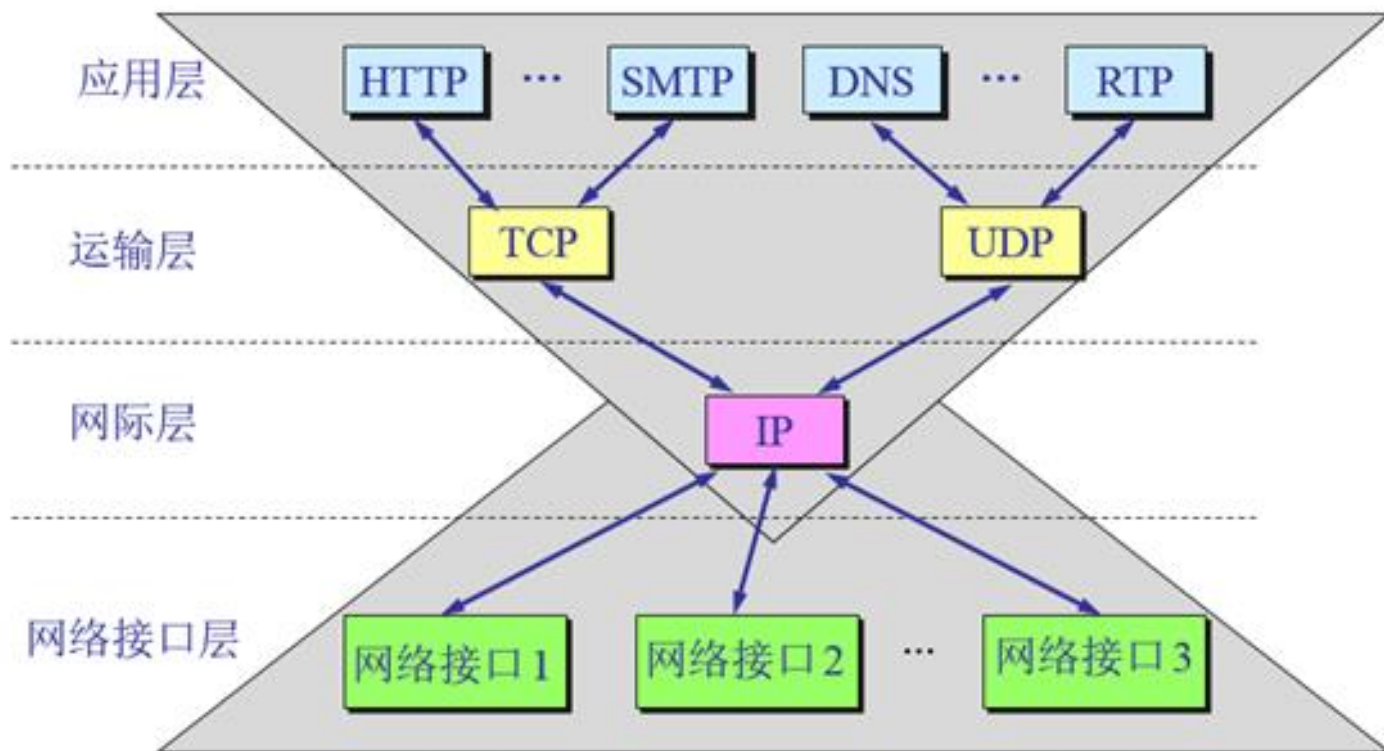 应用层
HTTP ··· SMTP DNS ··· RTP
运输层
TCP UDP
网际层
IP
网络接口层
网络接口1 网络接口2 ··· 网络接口3